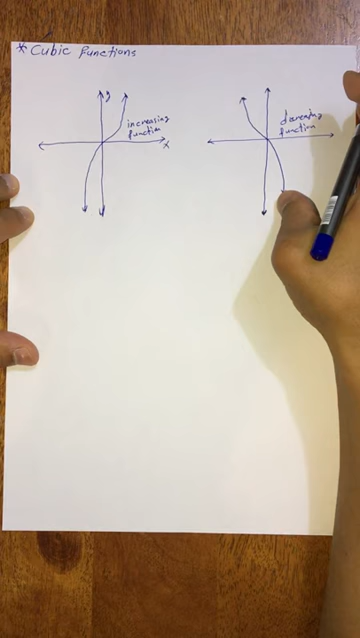 * Cubic Functions
y
increasing
function
x
decreasing
function